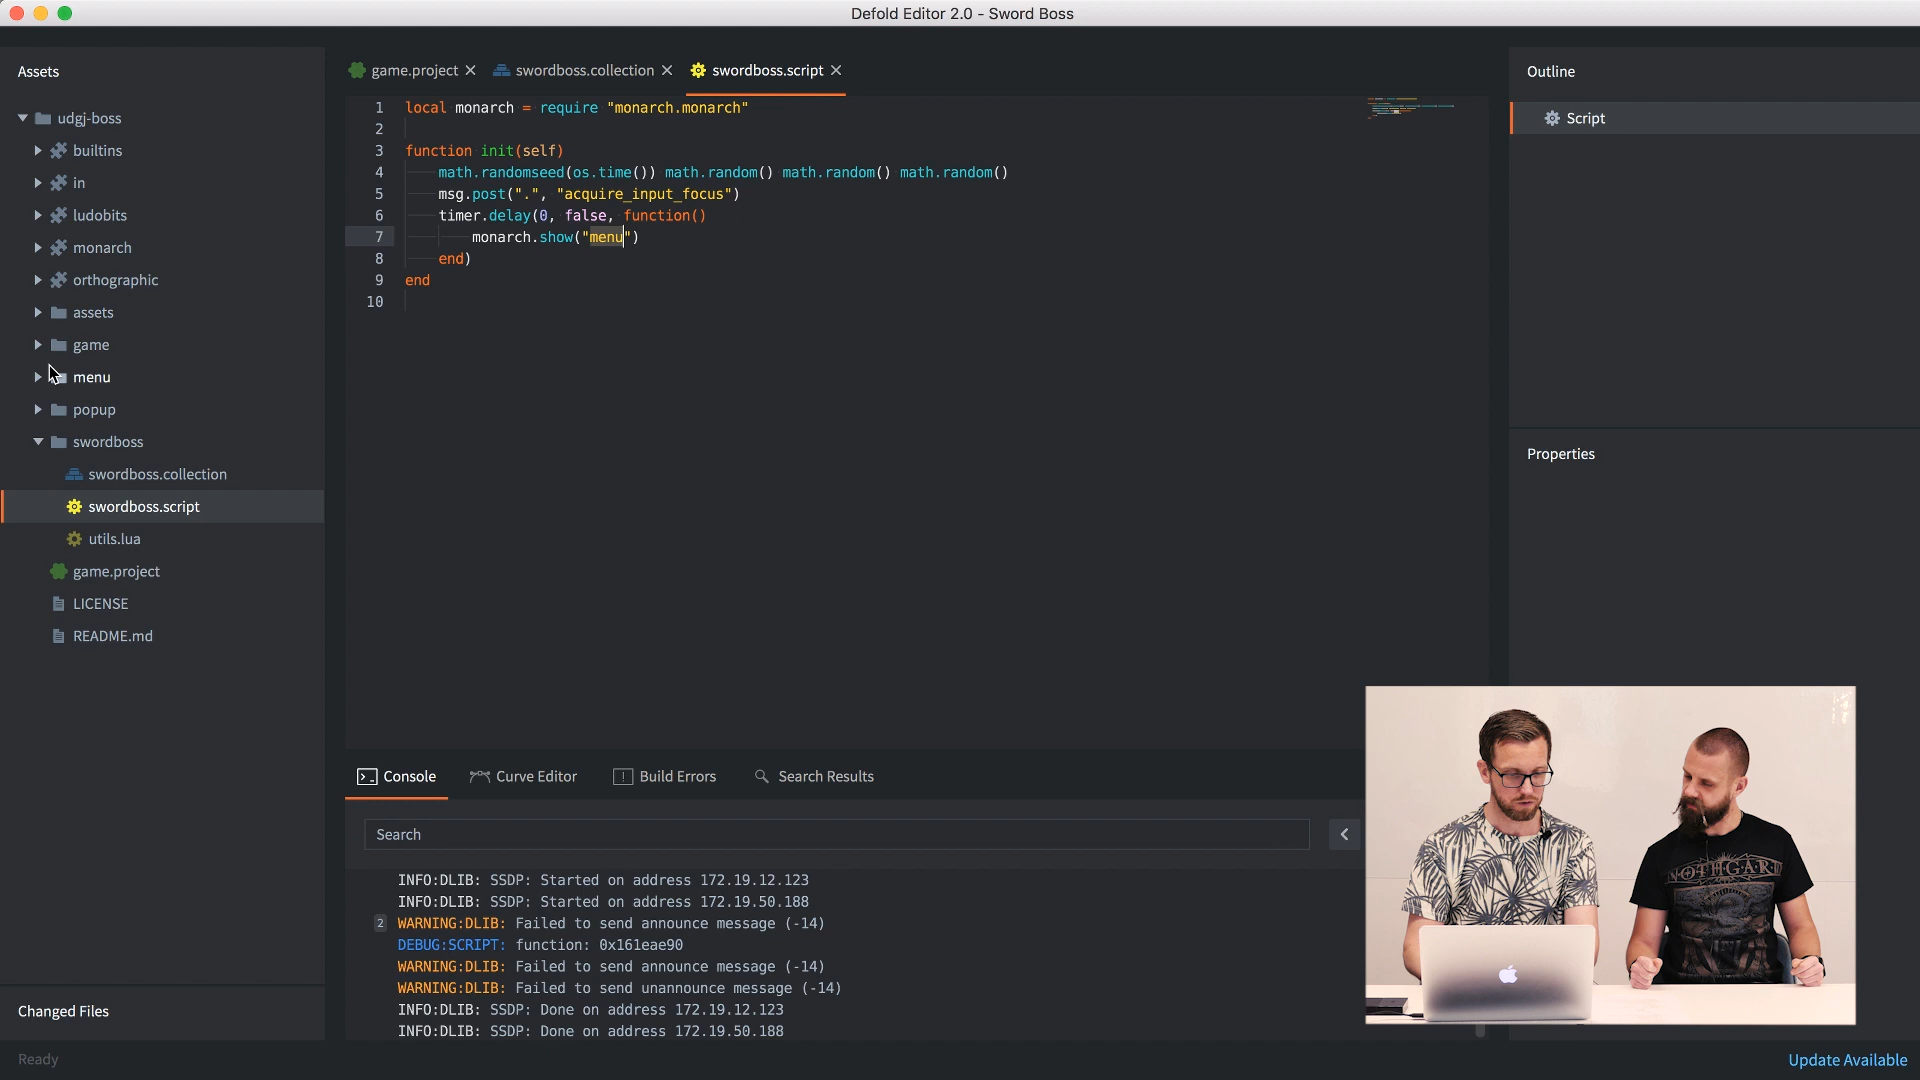 Defold Editor 2.0 - Sword Boss
Assets
udgj-boss
builtins
in
ludobits
monarch
orthographic
assets
game
menu
popup
swordboss
swordboss.collection
swordboss.script
utils.lua
game.project
LICENSE
README.md
Changed Files
Ready
game.project
swordboss.collection
swordboss.script
1 local monarch = require "monarch.monarch"
2
3 function init(self)
4 math.randomseed(os.time()) math.random() math.random() math.random()
5 msg.post(".", "acquire_input_focus")
6 timer.delay(0, false, function()
7 monarch.show("menu")
8 end)
9 end
10
Console
Curve Editor
Build Errors
Search Results
Search
INFO:DLIB: SSDP: Started on address 172.19.12.123
INFO:DLIB: SSDP: Started on address 172.19.50.188
2 WARNING:DLIB: Failed to send announce message (-14)
DEBUG:SCRIPT: function: 0x161eae90
WARNING:DLIB: Failed to send announce message (-14)
WARNING:DLIB: Failed to send unannounce message (-14)
INFO:DLIB: SSDP: Done on address 172.19.12.123
INFO:DLIB: SSDP: Done on address 172.19.50.188
Outline
Script
Properties
NOTHGARD
Update Available